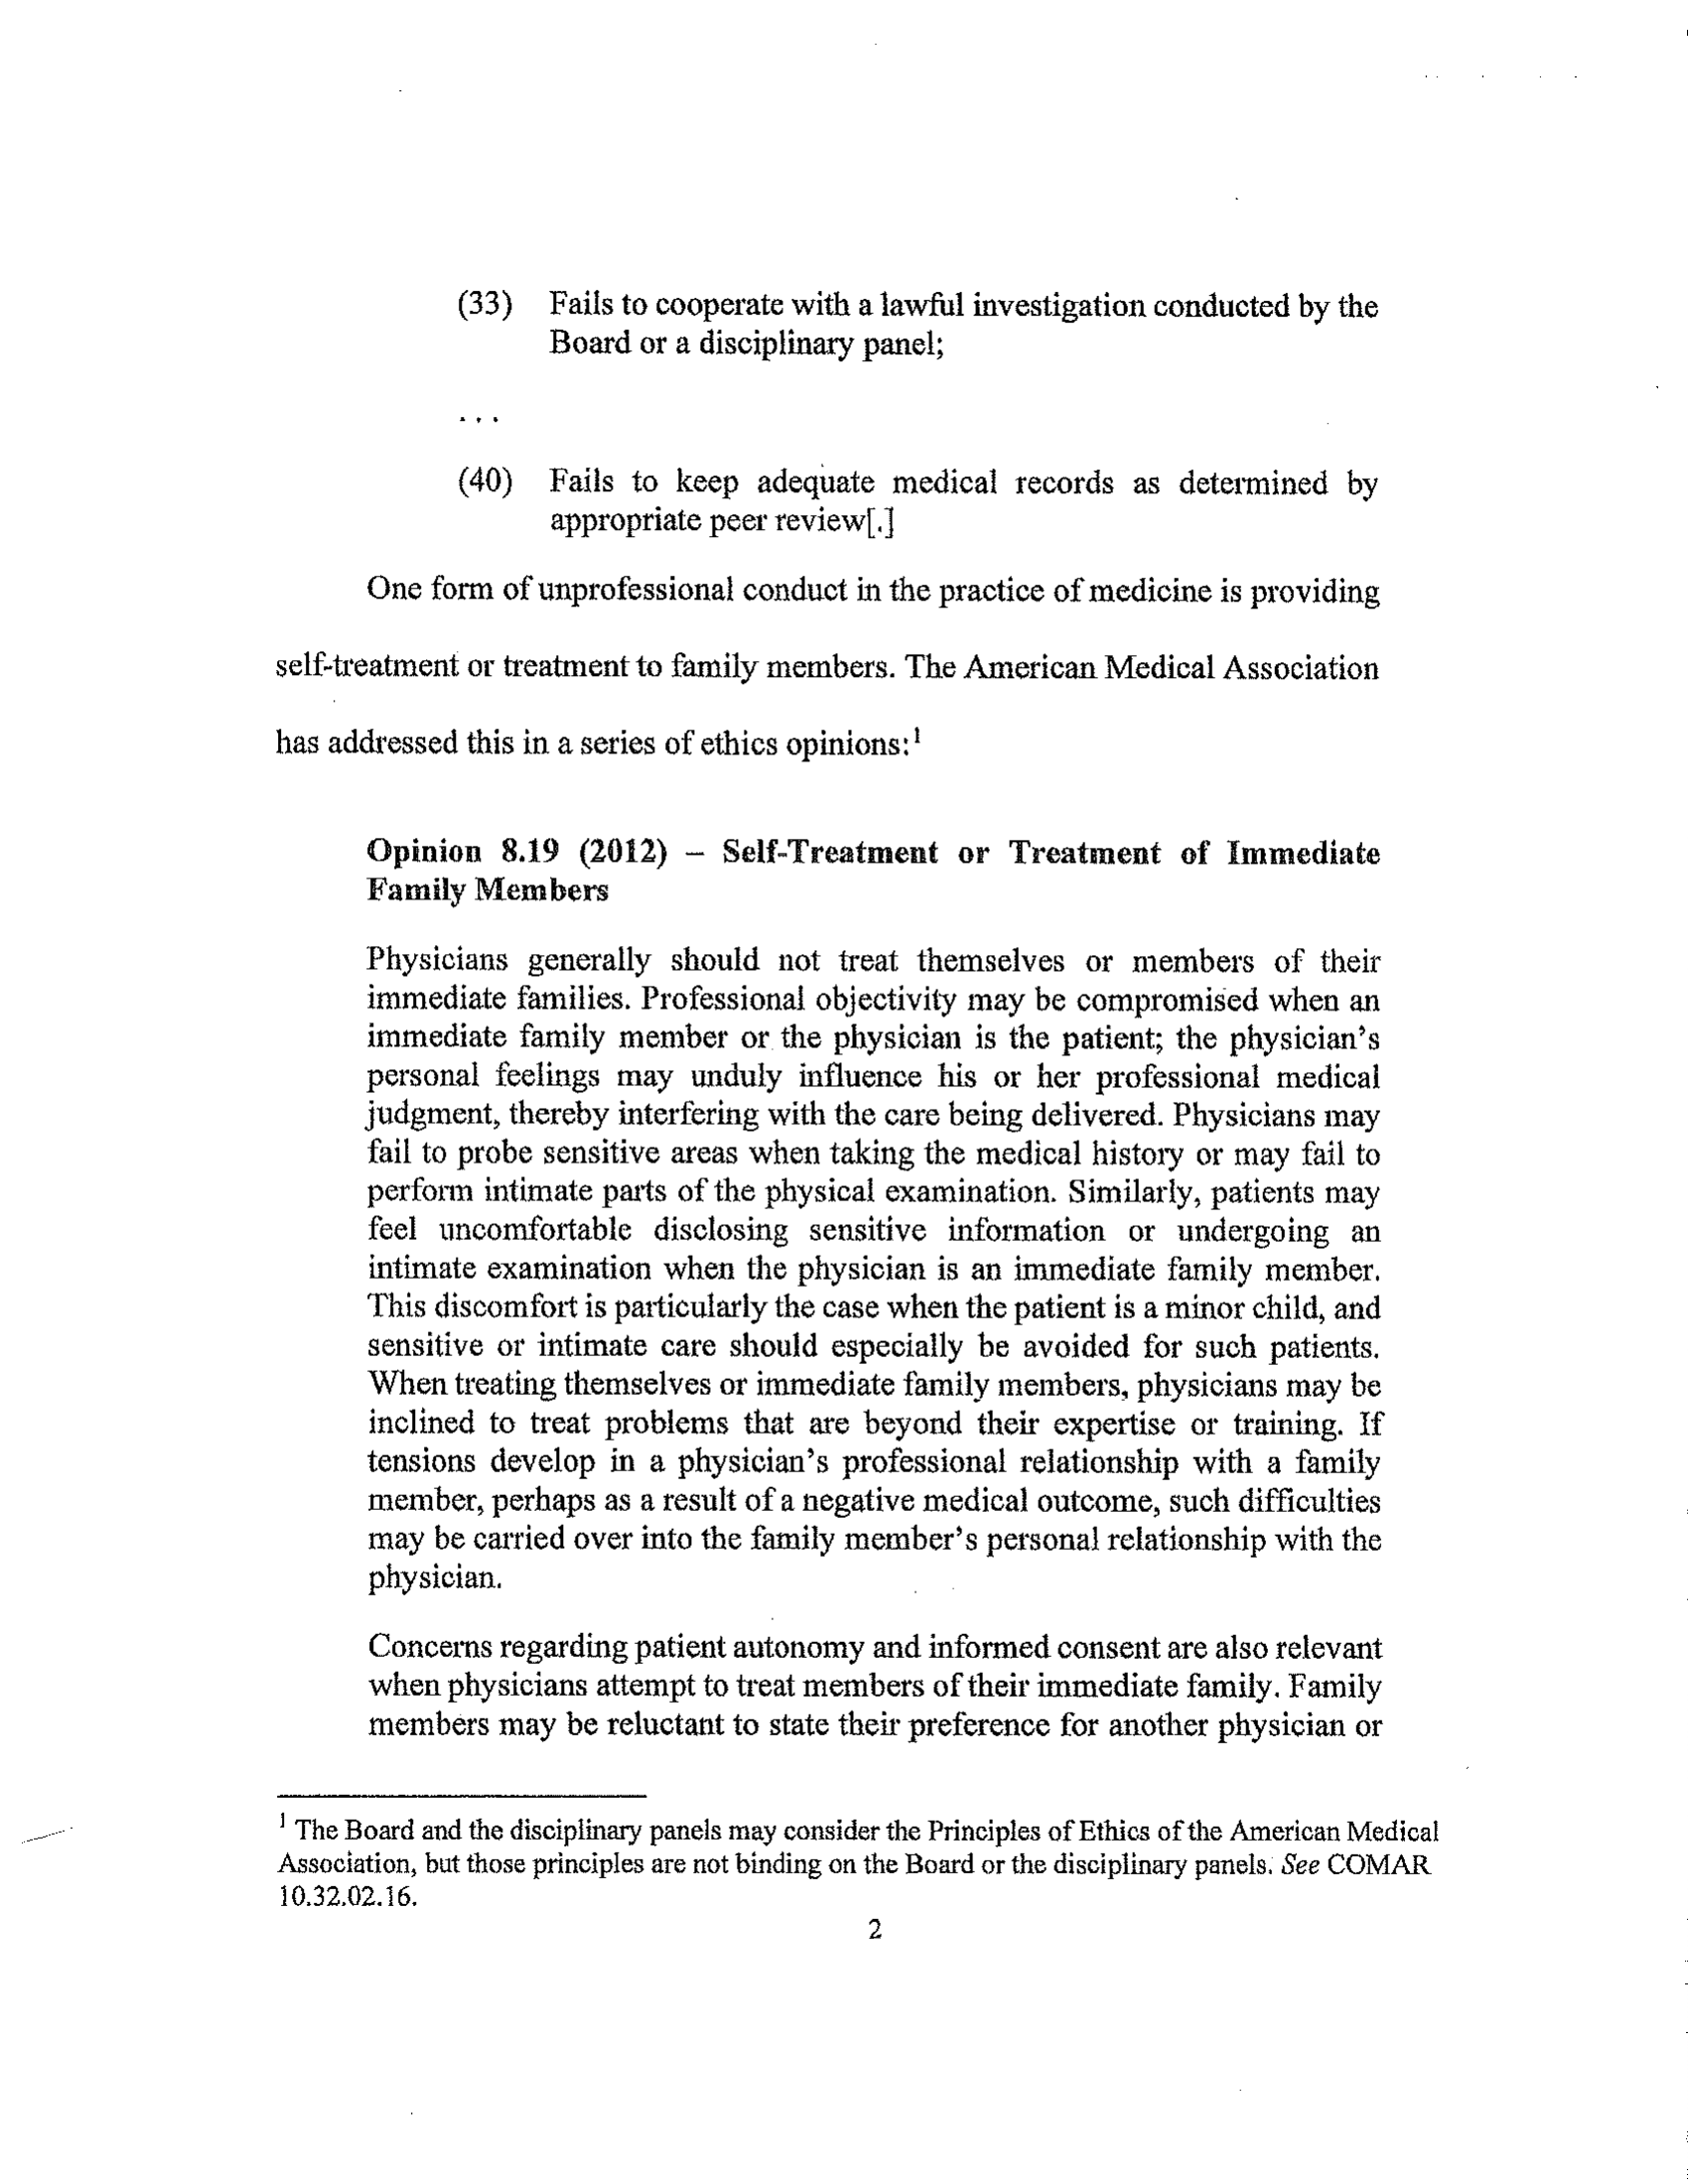 (33) Fails to cooperate with a lawful investigation conducted by the
Board or a disciplinary panel;
. . .
(40) Fails to keep adequate medical records as determined by
appropriate peer review[.]
One form of unprofessional conduct in the practice of medicine is providing
self-treatment or treatment to family members. The American Medical Association
has addressed this in a series of ethics opinions:¹
Opinion 8.19 (2012) – Self-Treatment or Treatment of Immediate
Family Members
Physicians generally should not treat themselves or members of their
immediate families. Professional objectivity may be compromised when an
immediate family member or the physician is the patient; the physician's
personal feelings may unduly influence his or her professional medical
judgment, thereby interfering with the care being delivered. Physicians may
fail to probe sensitive areas when taking the medical history or may fail to
perform intimate parts of the physical examination. Similarly, patients may
feel uncomfortable disclosing sensitive information or undergoing an
intimate examination when the physician is an immediate family member.
This discomfort is particularly the case when the patient is a minor child, and
sensitive or intimate care should especially be avoided for such patients.
When treating themselves or immediate family members, physicians may be
inclined to treat problems that are beyond their expertise or training. If
tensions develop in a physician's professional relationship with a family
member, perhaps as a result of a negative medical outcome, such difficulties
may be carried over into the family member's personal relationship with the
physician.
Concerns regarding patient autonomy and informed consent are also relevant
when physicians attempt to treat members of their immediate family. Family
members may be reluctant to state their preference for another physician or
¹ The Board and the disciplinary panels may consider the Principles of Ethics of the American Medical
Association, but those principles are not binding on the Board or the disciplinary panels. See COMAR
10.32.02.16.
2